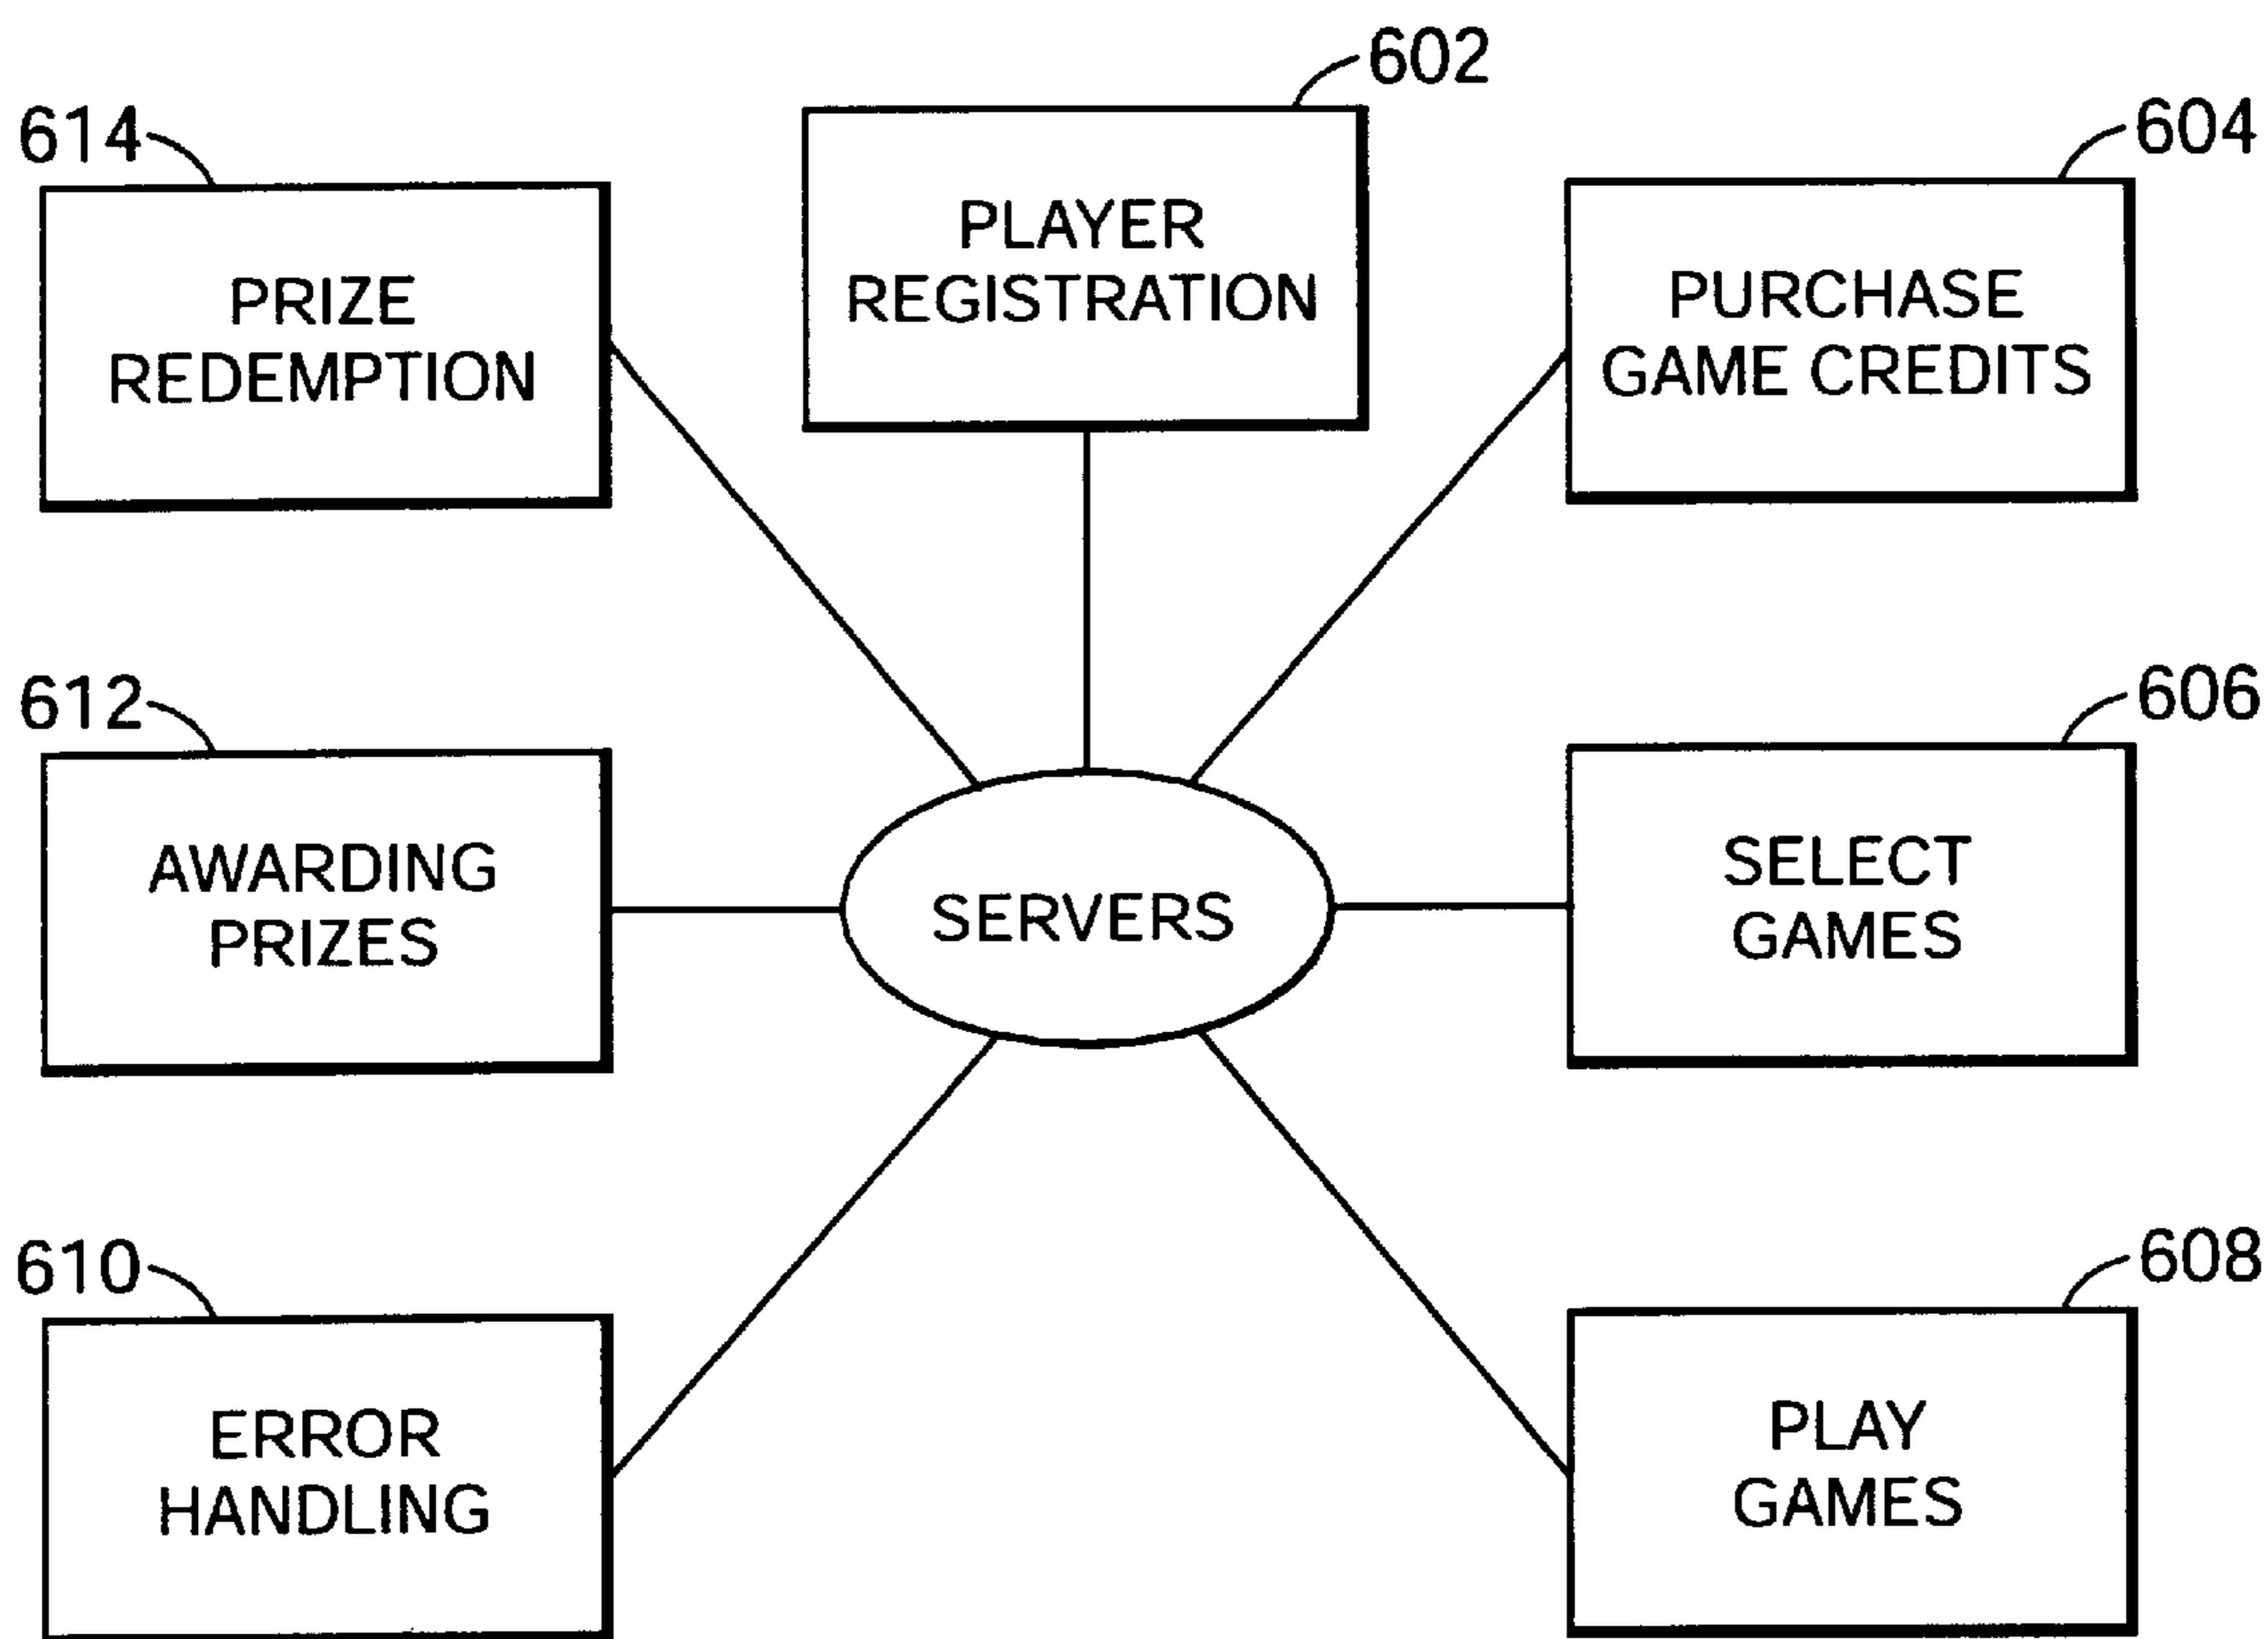 602
PLAYER
REGISTRATION
614
PRIZE
REDEMPTION
604
PURCHASE
GAME CREDITS
612
AWARDING
PRIZES
SERVERS
606
SELECT
GAMES
610
ERROR
HANDLING
608
PLAY
GAMES